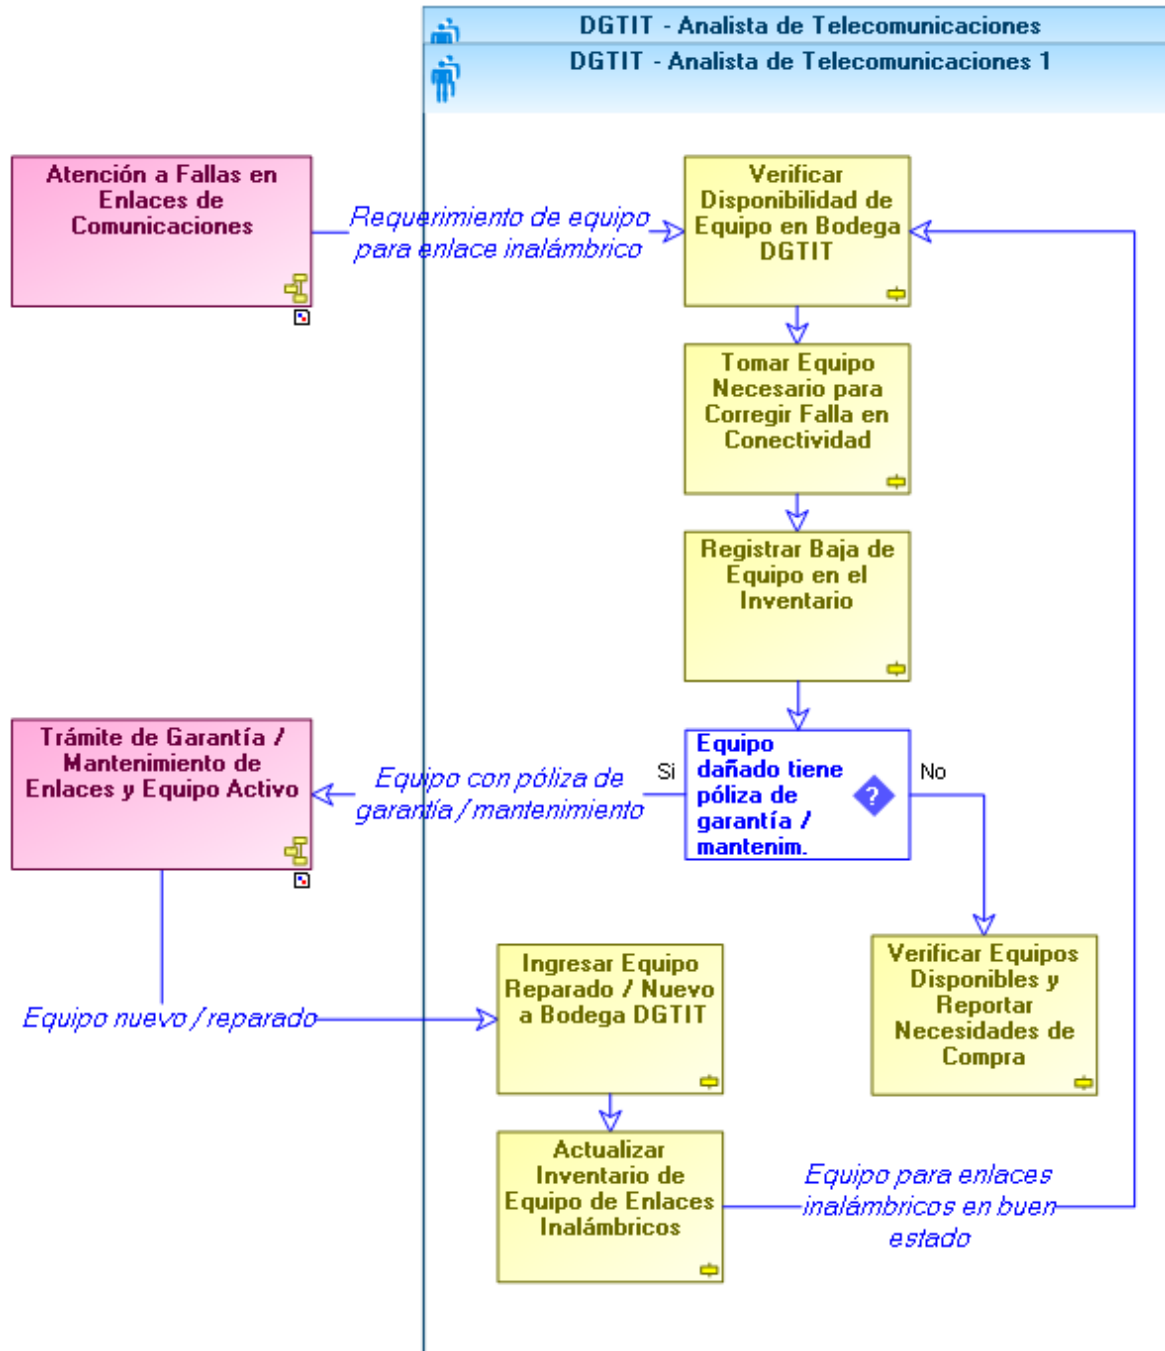 DGTIT - Analista de Telecomunicaciones
DGTIT - Analista de Telecomunicaciones 1
Atención a Fallas en
Enlaces de
Comunicaciones
Requerimiento de equipo
para enlace inalámbrico
Verificar
Disponibilidad de
Equipo en Bodega
DGTIT
Tomar Equipo
Necesario para
Corregir Falla en
Conectividad
Registrar Baja de
Equipo en el
Inventario
Trámite de Garantía /
Mantenimiento de
Enlaces y Equipo Activo
Equipo con póliza de
garantía / mantenimiento
Si
Equipo
dañado tiene
póliza de
garantía /
mantenim.
?
No
Equipo nuevo / reparado
Ingresar Equipo
Reparado / Nuevo
a Bodega DGTIT
Verificar Equipos
Disponibles y
Reportar
Necesidades de
Compra
Actualizar
Inventario de
Equipo de Enlaces
Inalámbricos
Equipo para enlaces
inalámbricos en buen
estado